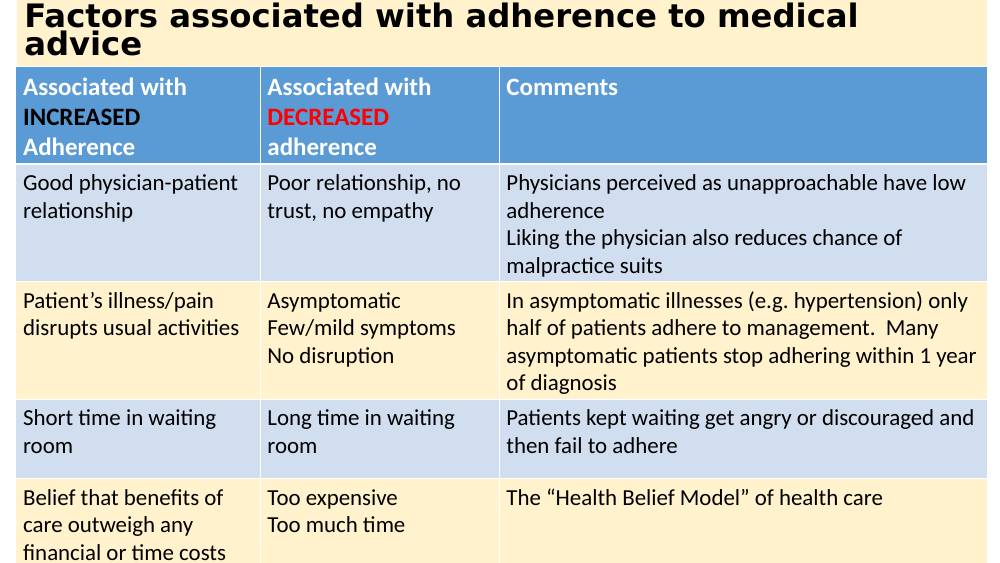 Factors associated with adherence to medical
advice
Associated with
INCREASED
Adherence
Associated with
DECREASED
adherence
Comments
Good physician-patient
relationship
Poor relationship, no
trust, no empathy
Physicians perceived as unapproachable have low
adherence
Liking the physician also reduces chance of
malpractice suits
Patient’s illness/pain
disrupts usual activities
Asymptomatic
Few/mild symptoms
No disruption
In asymptomatic illnesses (e.g. hypertension) only
half of patients adhere to management.  Many
asymptomatic patients stop adhering within 1 year
of diagnosis
Short time in waiting
room
Long time in waiting
room
Patients kept waiting get angry or discouraged and
then fail to adhere
Belief that benefits of
care outweigh any
financial or time costs
Too expensive
Too much time
The “Health Belief Model” of health care